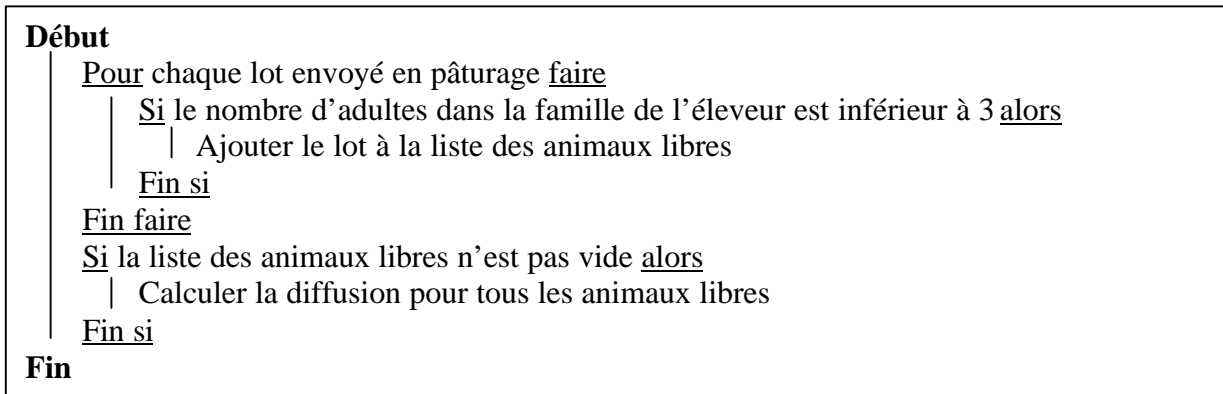 Début
Pour chaque lot envoyé en pâturage faire
Si le nombre d’adultes dans la famille de l’éleveur est inférieur à 3 alors
Ajouter le lot à la liste des animaux libres
Fin si
Fin faire
Si la liste des animaux libres n’est pas vide alors
Calculer la diffusion pour tous les animaux libres
Fin si
Fin